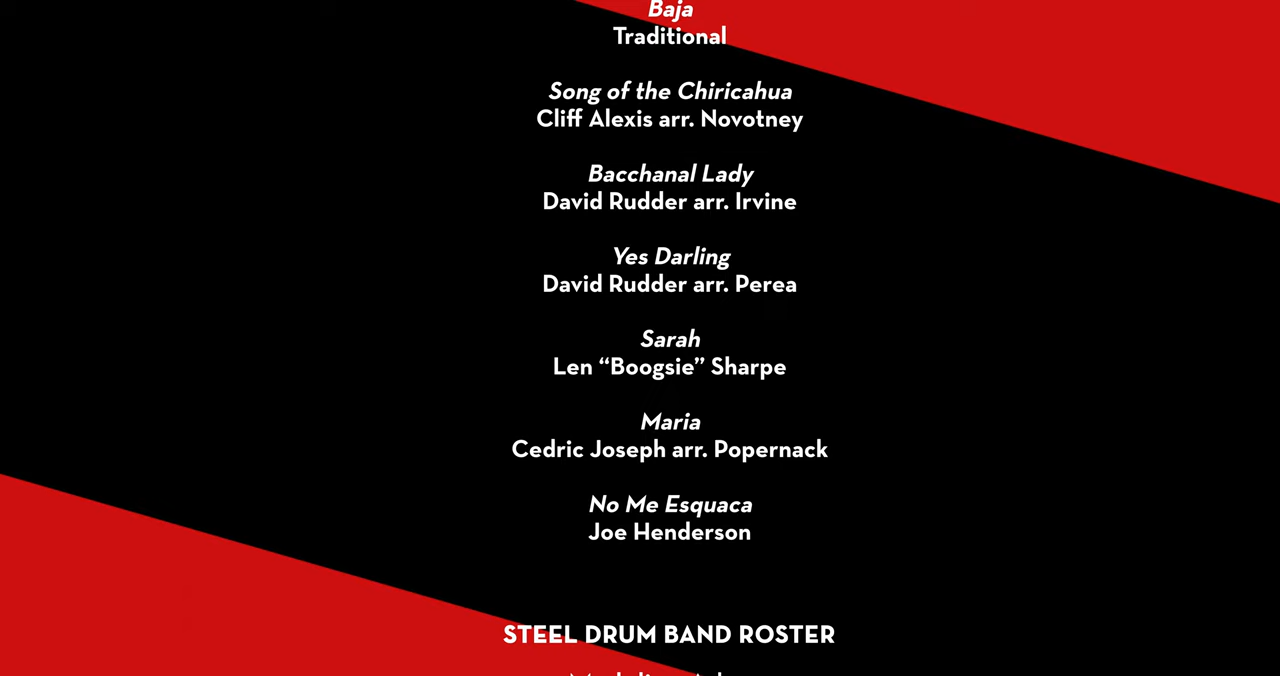 Baja
Traditional
Song of the Chiricahua
Cliff Alexis arr. Novotney
Bacchanal Lady
David Rudder arr. Irvine
Yes Darling
David Rudder arr. Perea
Sarah
Len “Boogsie” Sharpe
Maria
Cedric Joseph arr. Popernack
No Me Esquaca
Joe Henderson
STEEL DRUM BAND ROSTER